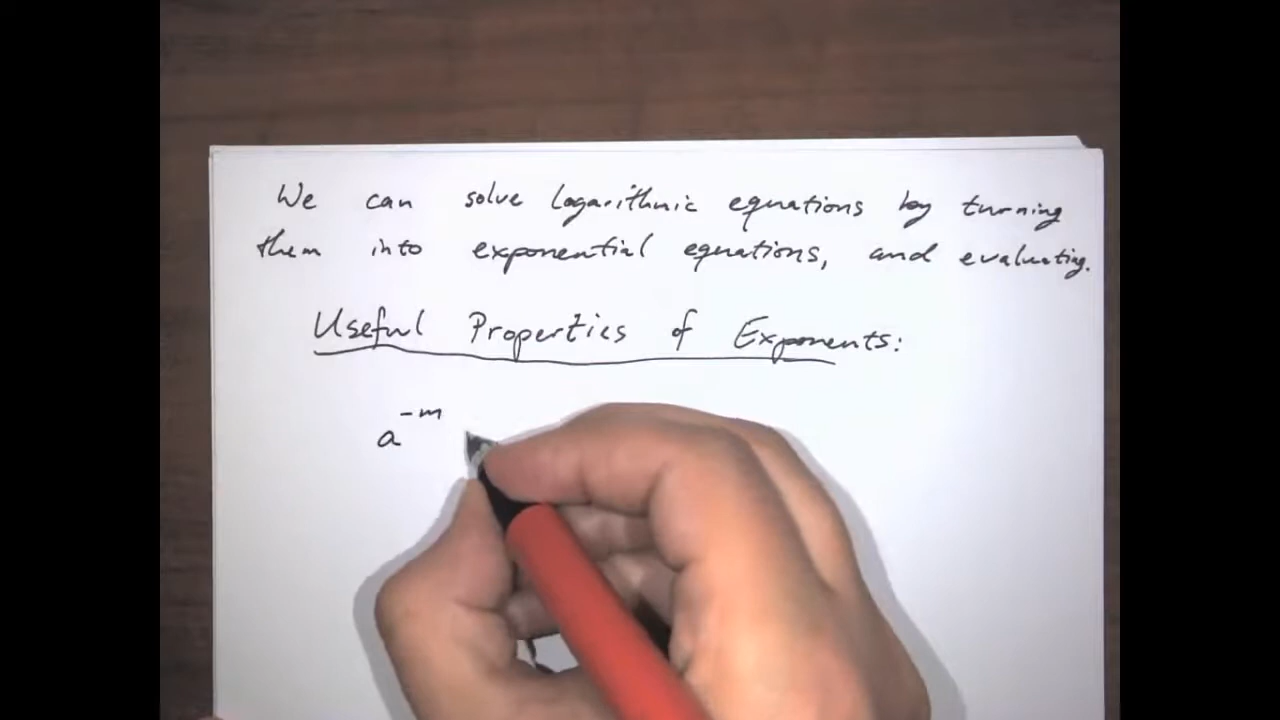 We can solve logarithmic equations by turning
them into exponential equations, and evaluating.
Useful Properties of Exponents:
a^{-m}